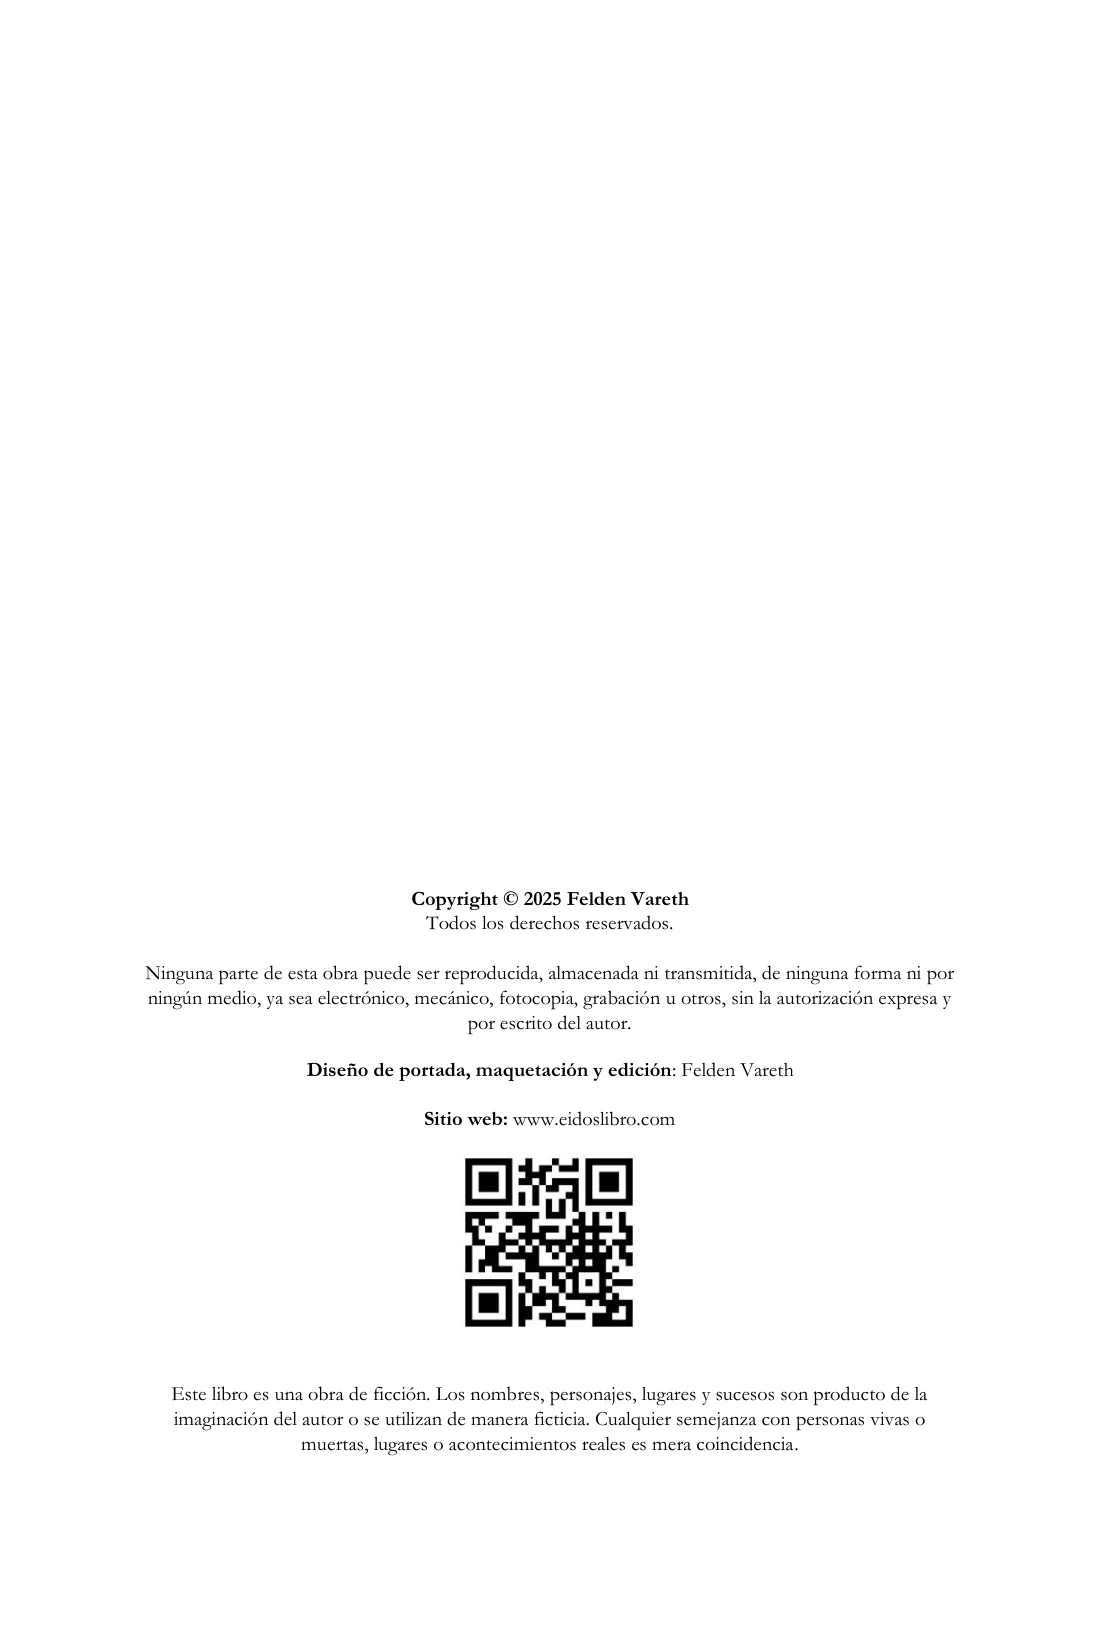 Copyright © 2025 Felden Vareth
Todos los derechos reservados.
Ninguna parte de esta obra puede ser reproducida, almacenada ni transmitida, de ninguna forma ni por
ningún medio, ya sea electrónico, mecánico, fotocopia, grabación u otros, sin la autorización expresa y
por escrito del autor.
Diseño de portada, maquetación y edición: Felden Vareth
Sitio web: www.eidoslibro.com
Este libro es una obra de ficción. Los nombres, personajes, lugares y sucesos son producto de la
imaginación del autor o se utilizan de manera ficticia. Cualquier semejanza con personas vivas o
muertas, lugares o acontecimientos reales es mera coincidencia.